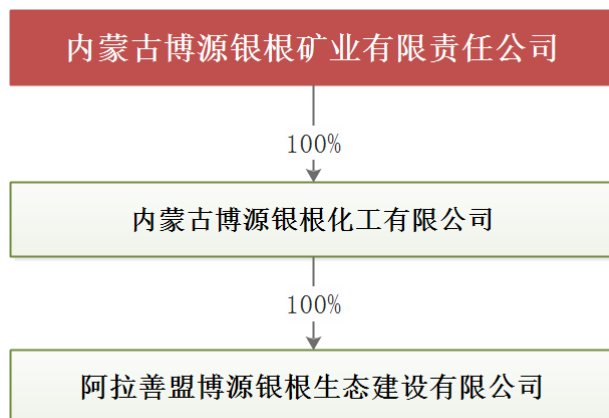 内蒙古博源银根矿业有限责任公司
100%
内蒙古博源银根化工有限公司
100%
阿拉善盟博源银根生态建设有限公司